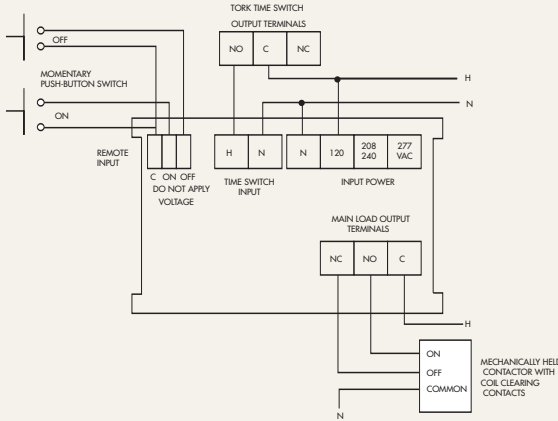 TORK TIME SWITCH
OUTPUT TERMINALS
NO C NC
OFF
H
MOMENTARY
PUSH-BUTTON SWITCH
N
ON
REMOTE
INPUT
H N
N 120 208
240 277
VAC
C ON OFF
DO NOT APPLY
VOLTAGE
TIME SWITCH
INPUT
INPUT POWER
MAIN LOAD OUTPUT
TERMINALS
NC NO C
H
ON
OFF
COMMON
MECHANICALLY HELD
CONTACTOR WITH
COIL CLEARING
CONTACTS
N